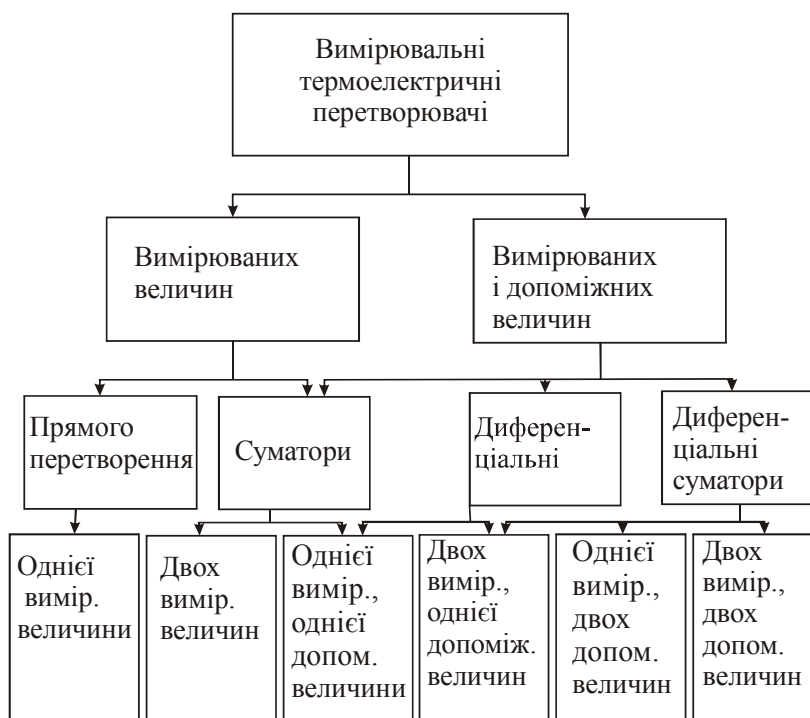 Вимірювальні
термоелектричні
перетворювачі
Вимірюваних
величин
Вимірюваних
і допоміжних
величин
Прямого
перетворення
Суматори
Диферен-
ціальні
Диферен-
ціальні
суматори
Однієї
вимір.
величини
Двох
вимір.
величин
Однієї
вимір.,
однієї
допом.
величини
Двох
вимір.,
однієї
допоміж.
величин
Однієї
вимір.,
двох
допом.
величин
Двох
вимір.,
двох
допом.
величин